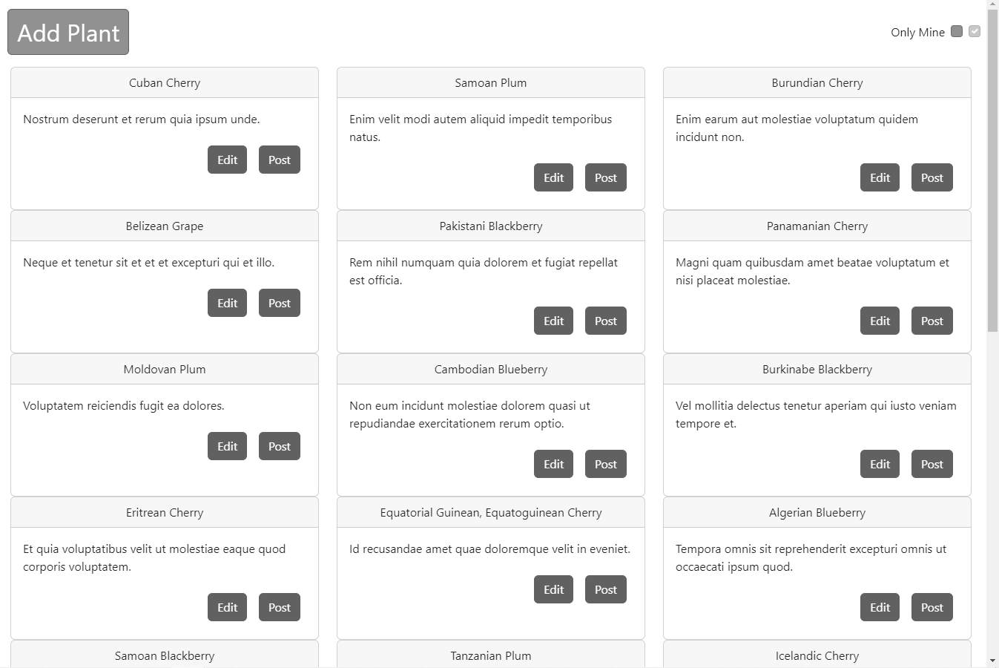 Add Plant
Only Mine
Cuban Cherry
Nostrum deserunt et rerum quia ipsum unde.
Edit Post
Samoan Plum
Enim velit modi autem aliquid impedit temporibus
natus.
Edit Post
Burundian Cherry
Enim earum aut molestiae voluptatum quidem
incidunt non.
Edit Post
Belizean Grape
Neque et tenetur sit et et et excepturi qui et illo.
Edit Post
Pakistani Blackberry
Rem nihil numquam quia dolorem et fugiat repellat
est officia.
Edit Post
Panamanian Cherry
Magni quam quibusdam amet beatae voluptatum et
nisi placeat molestiae.
Edit Post
Moldovan Plum
Voluptatem reiciendis fugit ea dolores.
Edit Post
Cambodian Blueberry
Non eum incidunt molestiae dolorem quasi ut
repudiandae exercitationem rerum optio.
Edit Post
Burkinabe Blackberry
Vel mollitia delectus tenetur aperiam qui iusto veniam
tempore et.
Edit Post
Eritrean Cherry
Et quia voluptatibus velit ut molestiae eaque quod
corporis voluptatem.
Edit Post
Equatorial Guinean, Equatoguinean Cherry
Id recusandae amet quae doloremque velit in eveniet.
Edit Post
Algerian Blueberry
Tempora omnis sit reprehenderit excepturi omnis ut
occaecati ipsum quod.
Edit Post
Samoan Blackberry
Tanzanian Plum
Icelandic Cherry